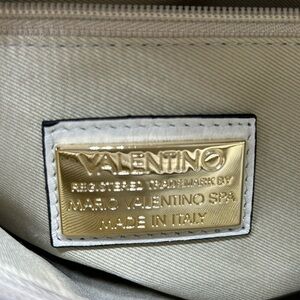 VALENTINO
REGISTERED TRADEMARK BY
MARIO VALENTINO SPA
MADE IN ITALY